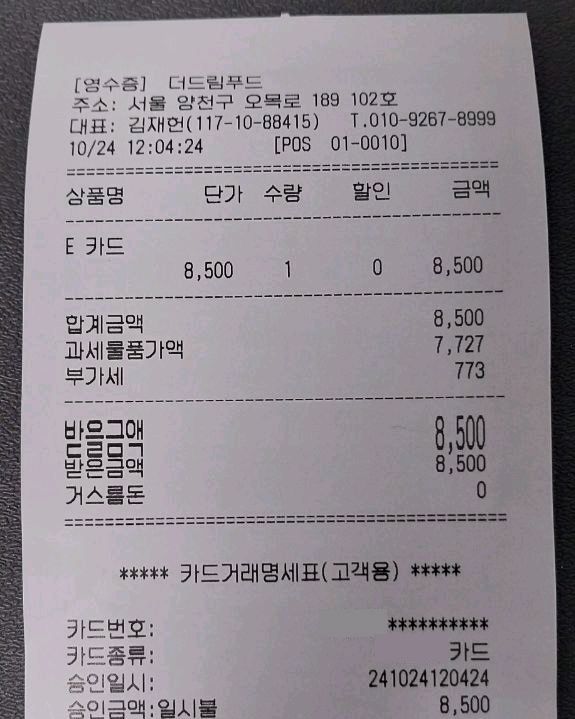 [영수증] 더드림푸드
주소: 서울 양천구 오목로 189 102호
대표: 김재헌(117-10-88415) T.010-9267-8999
10/24 12:04:24 [POS 01-0010]
========================================
상품명 단가 수량 할인 금액
----------------------------------------
E 카드
8,500 1 0 8,500
----------------------------------------
합계금액 8,500
과세물품가액 7,727
부가세 773
----------------------------------------
받을금액 8,500
받은금액 8,500
거스름돈 0
========================================
***** 카드거래명세표(고객용) *****
카드번호: **********
카드종류: 카드
승인일시: 241024120424
승인금액:일시불 8,500